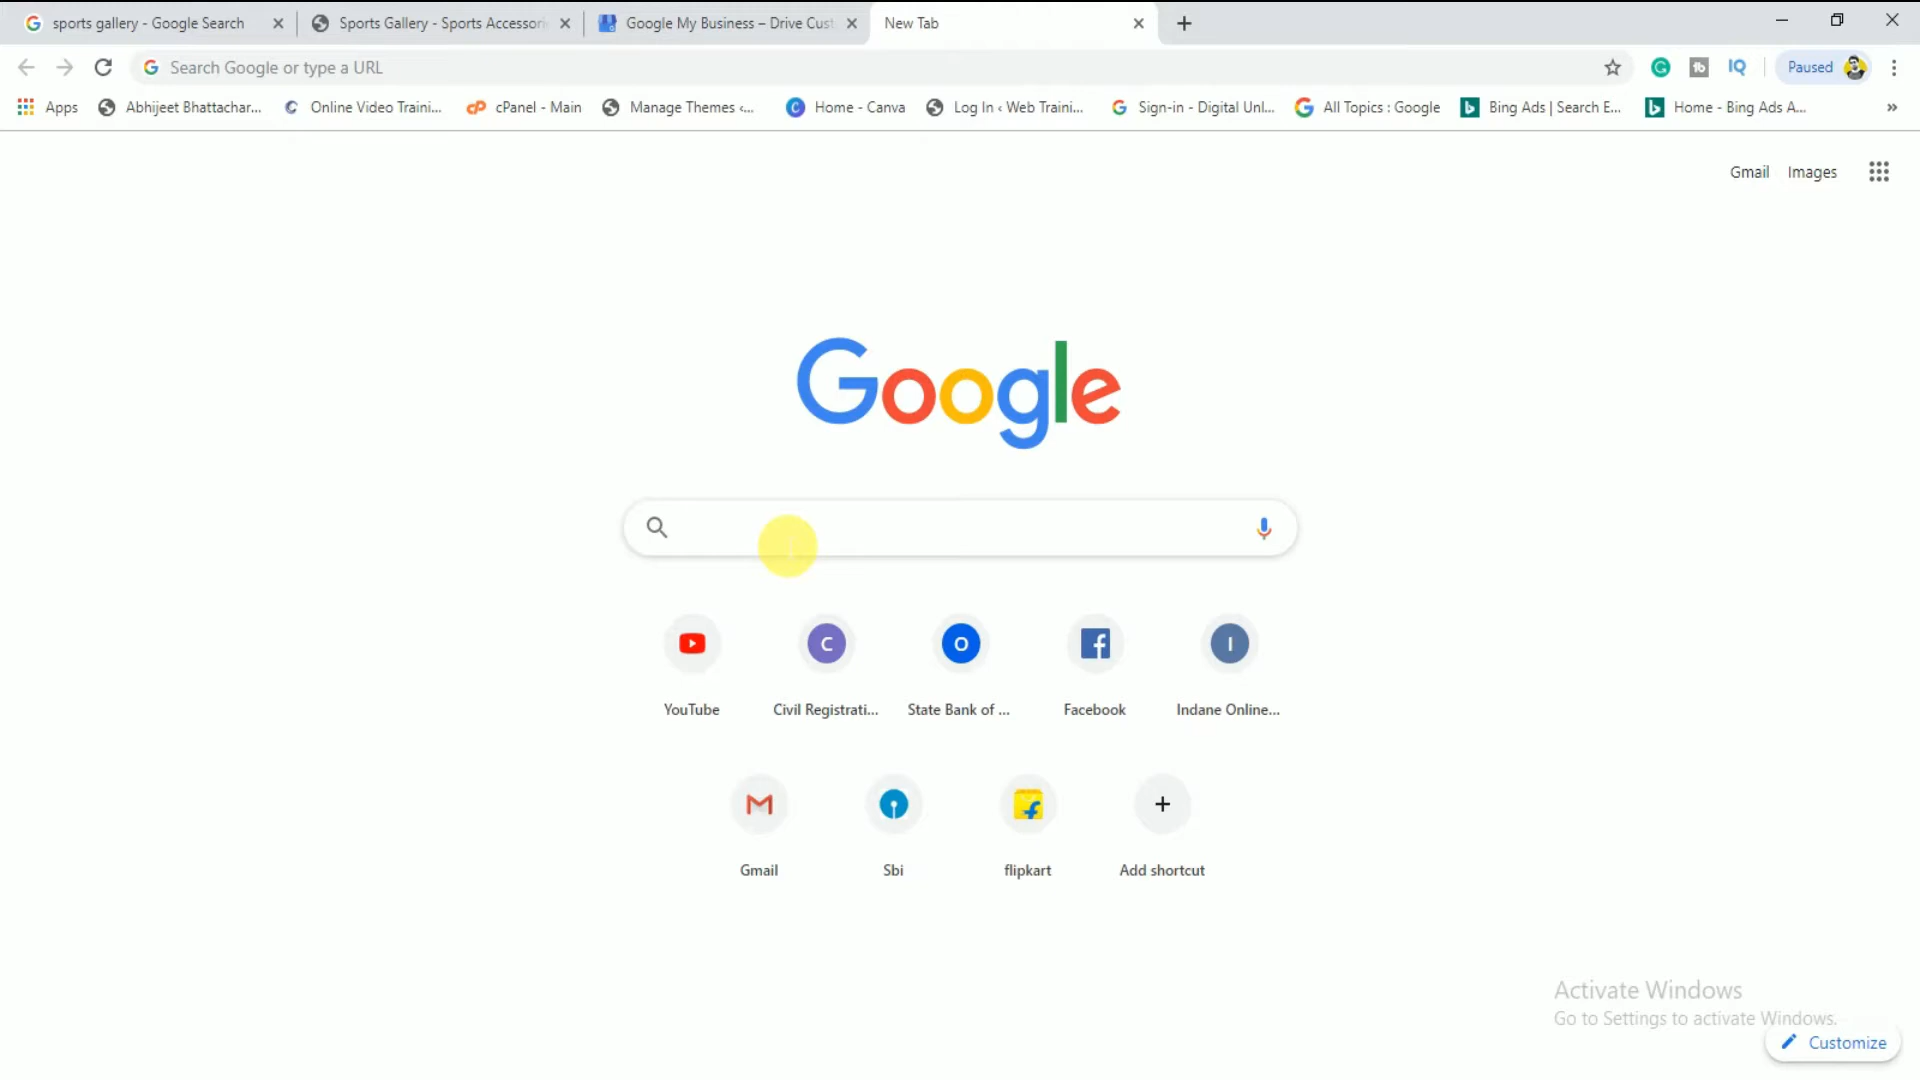 sports gallery - Google Search
Sports Gallery - Sports Accessori
Google My Business – Drive Cust
New Tab
Search Google or type a URL
Paused
Apps
Abhijeet Bhattachar...
Online Video Traini...
cPanel - Main
Manage Themes ‹...
Home - Canva
Log In ‹ Web Traini...
Sign-in - Digital Unl...
All Topics : Google
Bing Ads | Search E...
Home - Bing Ads A...
Gmail Images
Google
YouTube
Civil Registrati...
State Bank of ...
Facebook
Indane Online...
Gmail
Sbi
flipkart
Add shortcut
Activate Windows
Go to Settings to activate Windows.
Customize